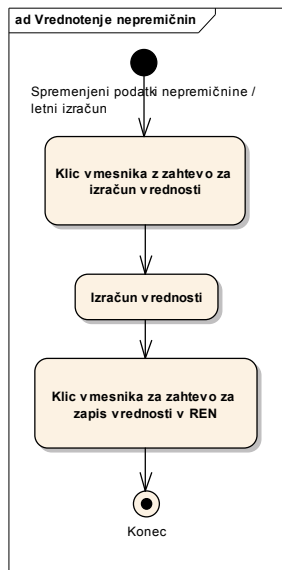 ad Vrednotenje nepremičnin
Spremenjeni podatki nepremičnine /
letni izračun
Klic vmesnika z zahtevo za
izračun vrednosti
Izračun vrednosti
Klic vmesnika za zahtevo za
zapis vrednosti v REN
Konec